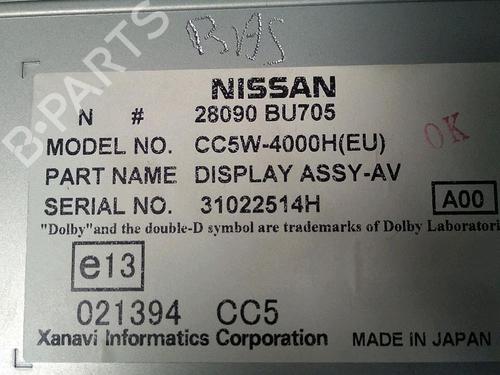 B-PARTS
NISSAN
N # 28090 BU705
MODEL NO. CC5W-4000H(EU)
PART NAME DISPLAY ASSY-AV
SERIAL NO. 31022514H
OK
A00
"Dolby"and the double-D symbol are trademarks of Dolby Laboratori
e13
021394 CC5
Xanavi Informatics Corporation MADE IN JAPAN